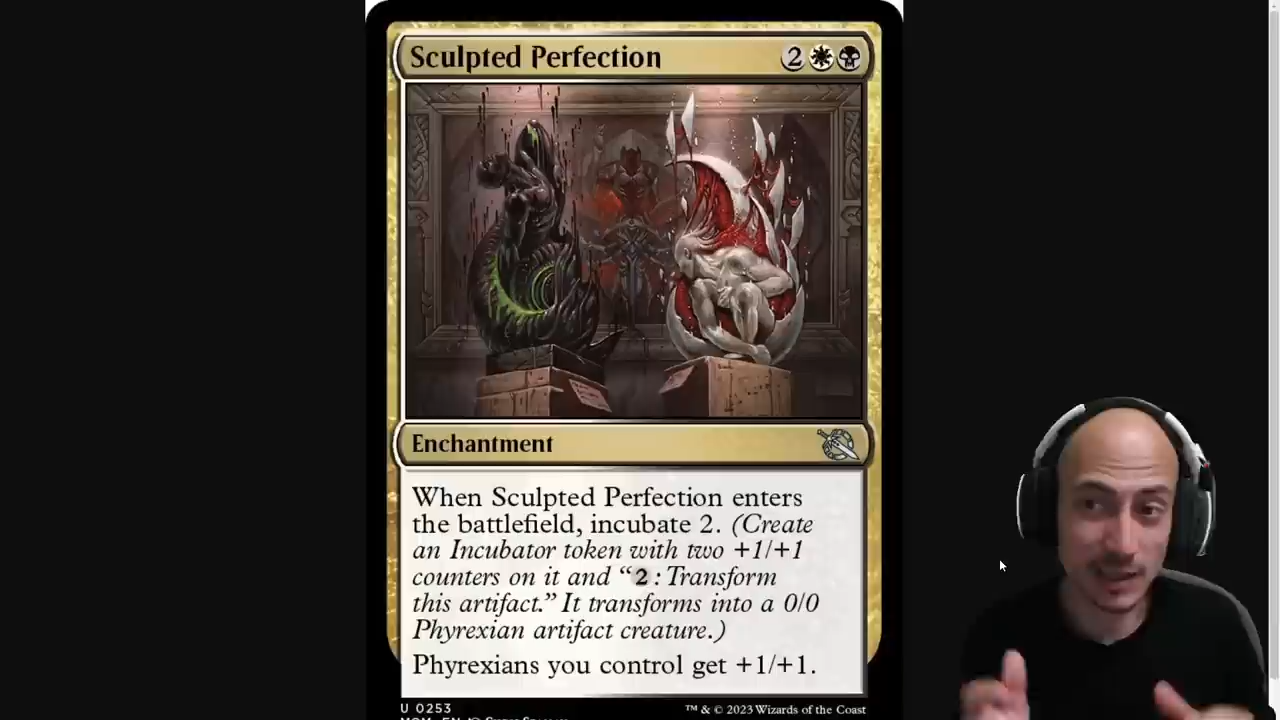 Sculpted Perfection 2
Enchantment
When Sculpted Perfection enters
the battlefield, incubate 2. (Create
an Incubator token with two +1/+1
counters on it and “2: Transform
this artifact.” It transforms into a 0/0
Phyrexian artifact creature.)
Phyrexians you control get +1/+1.
U 0253
™ & © 2023 Wizards of the Coast